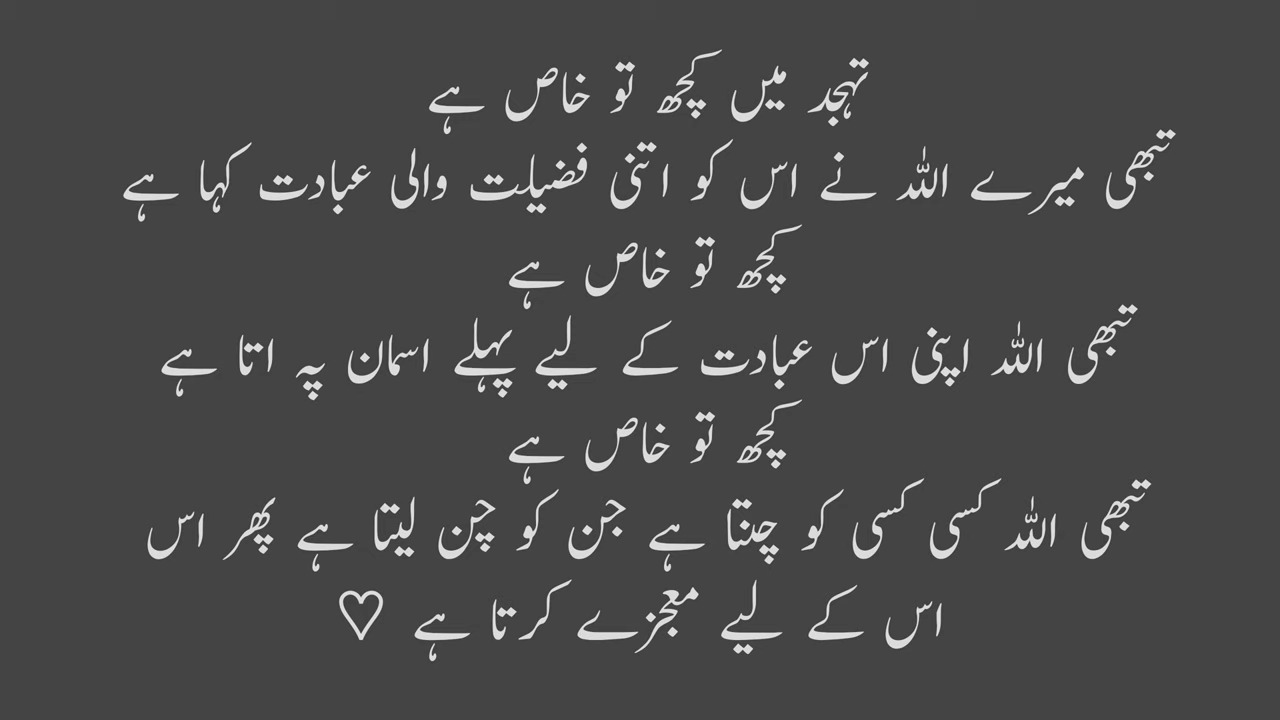 تہجد میں کچھ تو خاص ہے
تبھی میرے اللہ نے اس کو اتنی فضیلت والی عبادت کہا ہے
کچھ تو خاص ہے
تبھی اللہ اپنی اس عبادت کے لیے پہلے اسمان پہ اتا ہے
کچھ تو خاص ہے
تبھی اللہ کسی کسی کو چنتا ہے جن کو چن لیتا ہے پھر اس
اس کے لیے معجزے کرتا ہے ♡